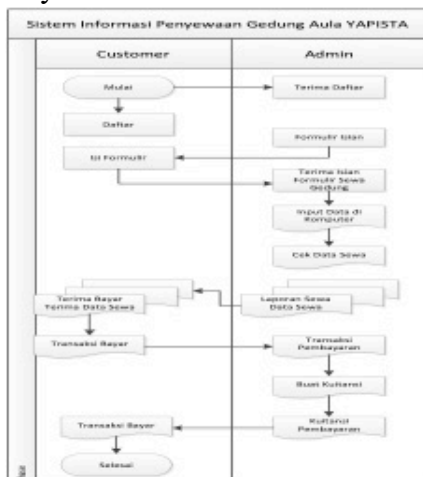 Sistem Informasi Penyewaan Gedung Aula YAPISTA
Customer
Admin
Mulai
Terima Daftar
Daftar
Formulir Isian
Isi Formulir
Terima Isian
Formulir Sewa
Gedung
Input Data di
Komputer
Cek Data Sewa
Terima Bayar
Terima Data Sewa
Laporan Sewa
Data Sewa
Transaksi Bayar
Transaksi
Pembayaran
Buat Kuitansi
Kuitansi
Pembayaran
Transaksi Bayar
Selesai